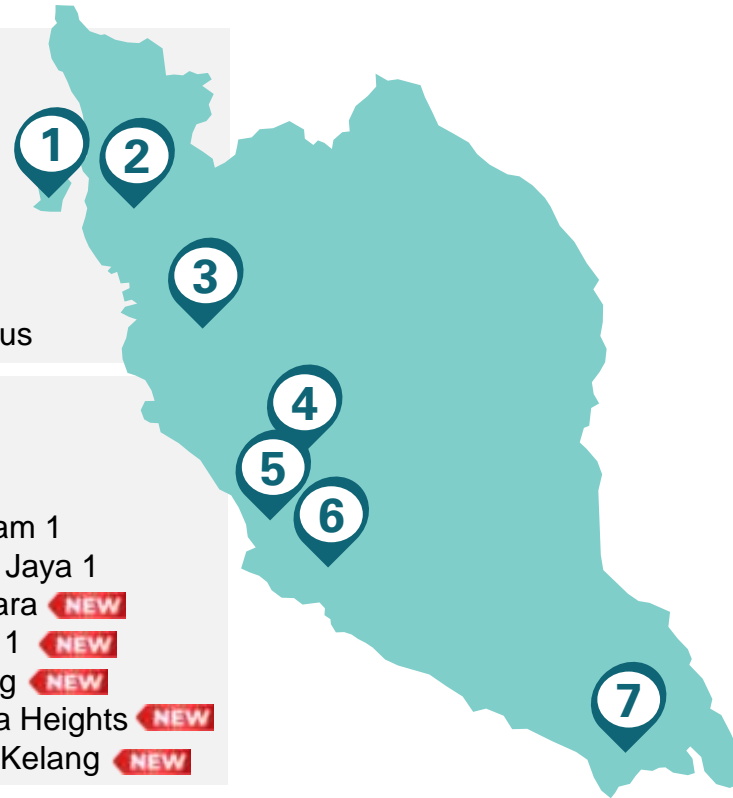 1
2
3
us
4
5
6
am 1
Jaya 1
ara NEW
1 NEW
g NEW
a Heights NEW
Kelang NEW
7